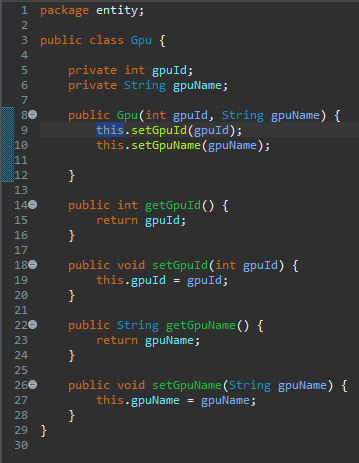 1 package entity;
2
3 public class Gpu {
4
5     private int gpuId;
6     private String gpuName;
7
8     public Gpu(int gpuId, String gpuName) {
9         this.setGpuId(gpuId);
10         this.setGpuName(gpuName);
11
12     }
13
14     public int getGpuId() {
15         return gpuId;
16     }
17
18     public void setGpuId(int gpuId) {
19         this.gpuId = gpuId;
20     }
21
22     public String getGpuName() {
23         return gpuName;
24     }
25
26     public void setGpuName(String gpuName) {
27         this.gpuName = gpuName;
28     }
29 }
30